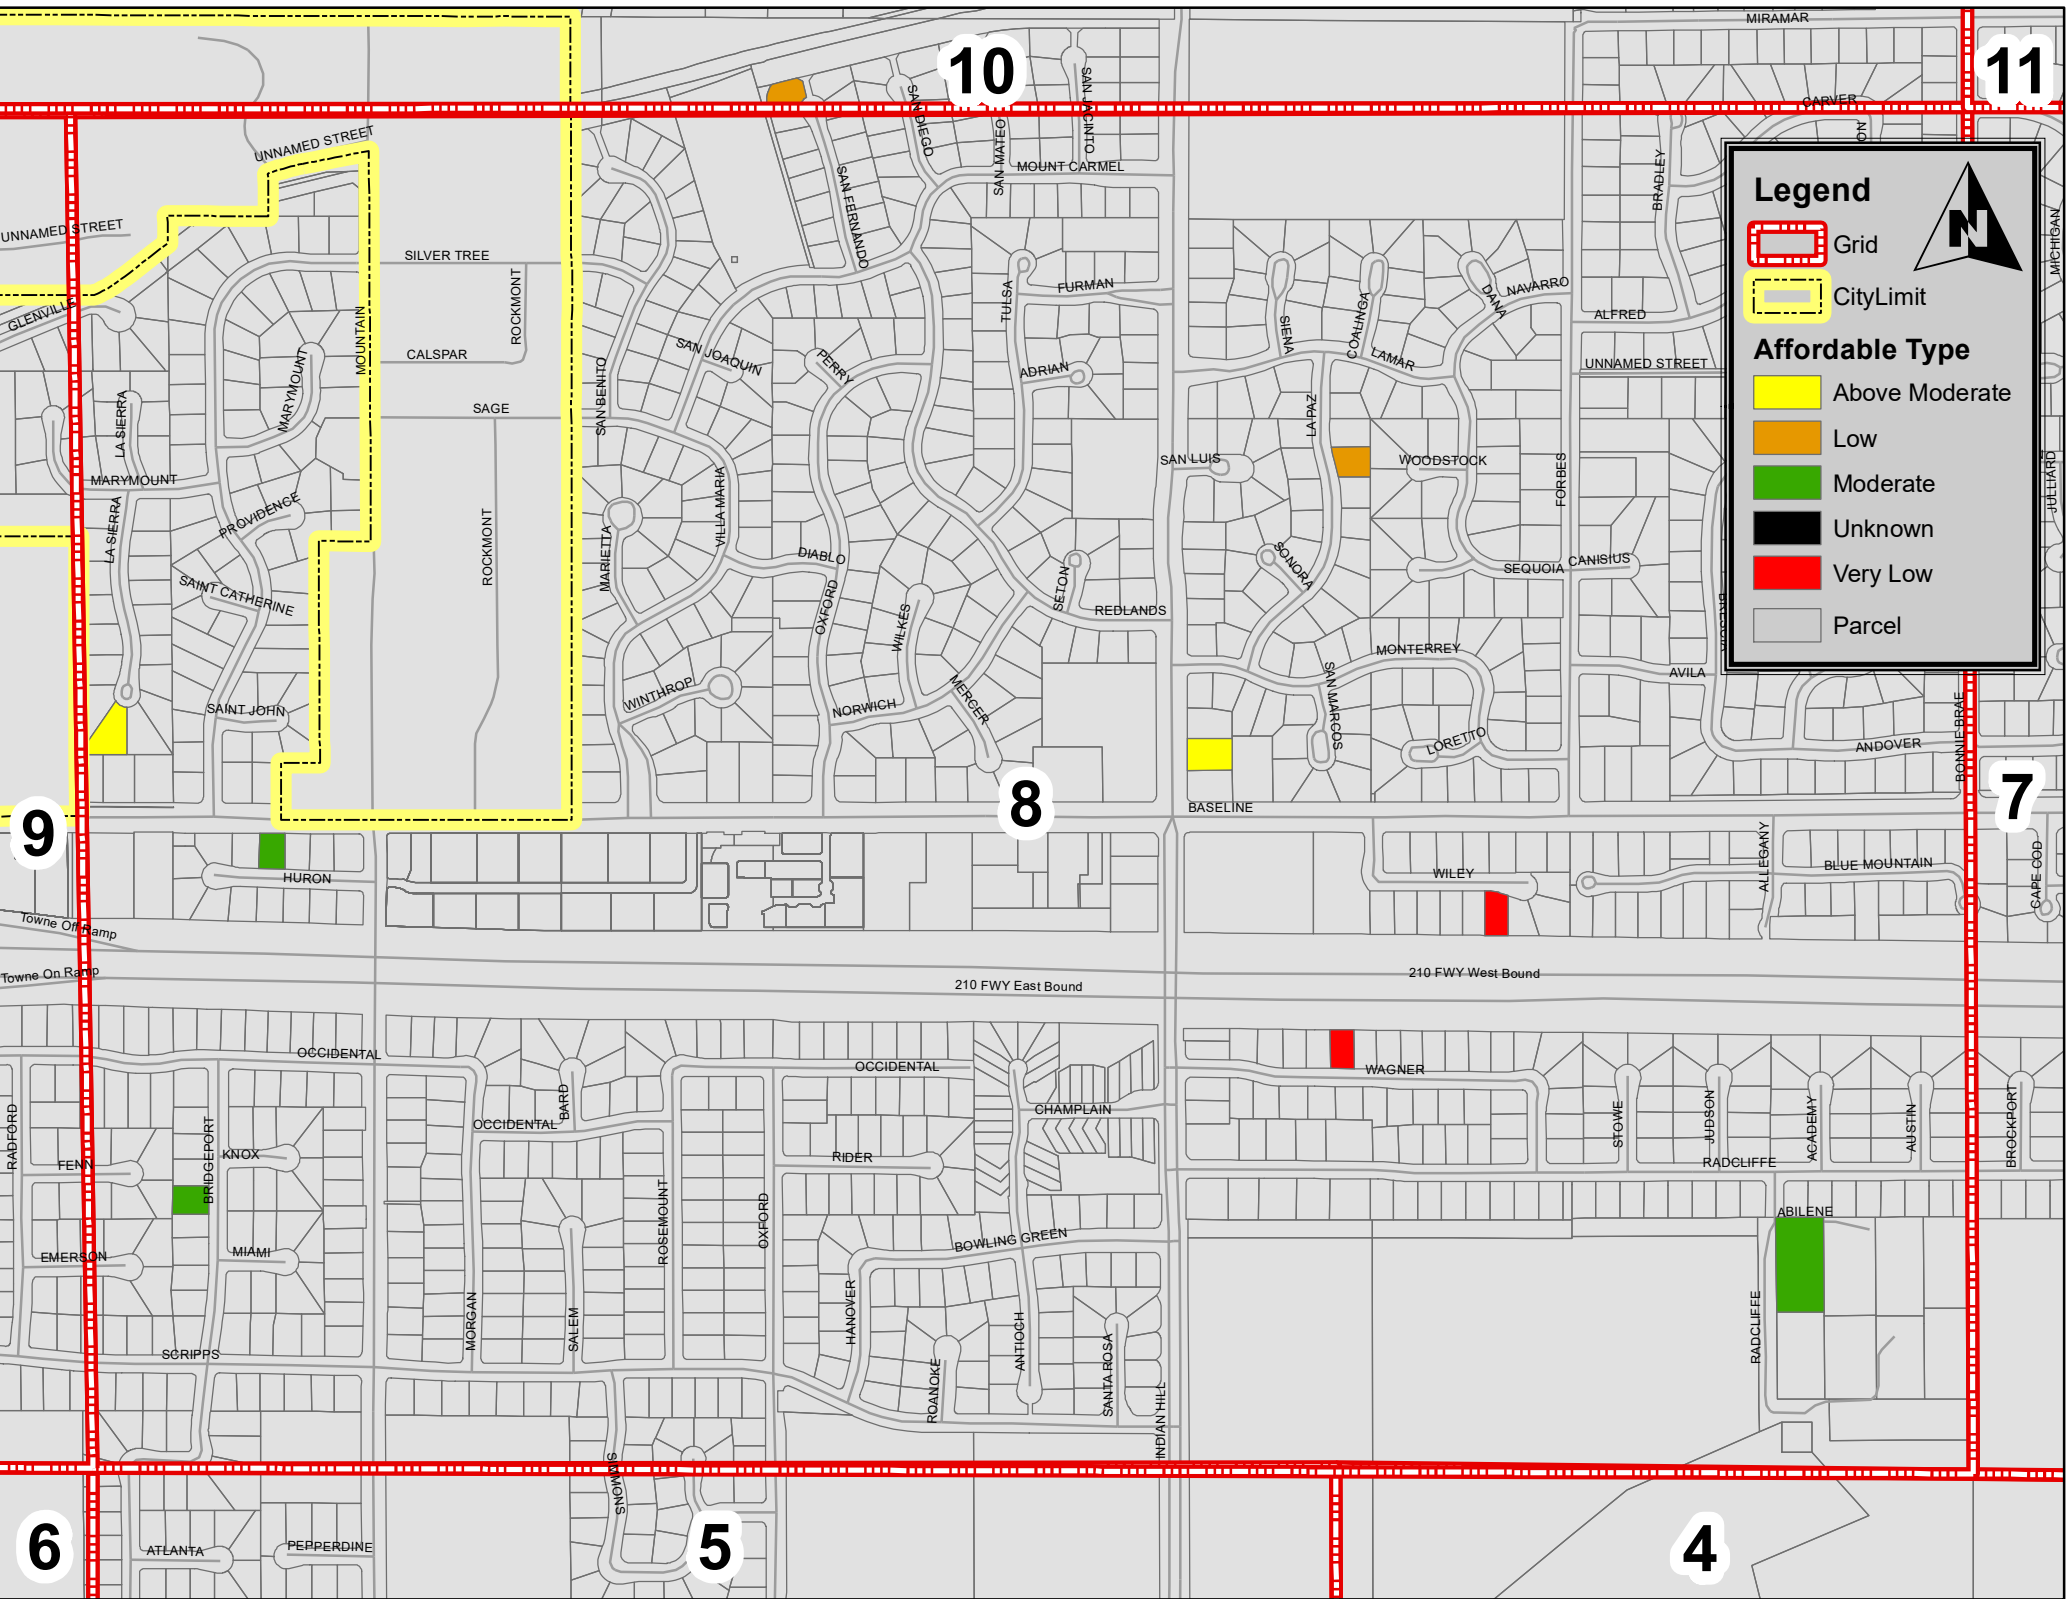 MIRAMAR
10
11
SAN DIEGO
SAN JACINTO
CARVER
ON
UNNAMED STREET
SAN MATEO
MOUNT CARMEL
BRADLEY
SAN FERNANDO
UNNAMED STREET
MICHIGAN
Legend
N
Grid
CityLimit
Affordable Type
Above Moderate
Low
Moderate
Unknown
Very Low
Parcel
SILVER TREE
ROCKMONT
FURMAN
TULSA
NAVARRO
DANA
GLENVILLE
MOUNTAIN
SIENA
COALINGA
ALFRED
CALSPAR
SAN JOAQUIN
PERRY
ADRIAN
LAMAR
UNNAMED STREET
MARYMOUNT
SAN BENITO
LA SIERRA
SAGE
LA PAZ
MARYMOUNT
SAN LUIS
WOODSTOCK
FORBES
JULLIARD
LA SIERRA
PROVIDENCE
ROCKMONT
VILLA MARIA
MARIETTA
DIABLO
SONORA
SEQUOIA
CANISIUS
SAINT CATHERINE
OXFORD
WILKES
SETON
REDLANDS
MONTERREY
SAN MARCOS
AVILA
WINTHROP
NORWICH
MERCER
SAINT JOHN
LORETTO
ANDOVER
BONNIE BRAE
9
8
7
BASELINE
HURON
WILEY
ALLEGANY
BLUE MOUNTAIN
CAPE COD
Towne Off Ramp
Towne On Ramp
210 FWY East Bound
210 FWY West Bound
OCCIDENTAL
OCCIDENTAL
WAGNER
BARD
OCCIDENTAL
CHAMPLAIN
RADFORD
FENN
BRIDGEPORT
KNOX
RIDER
STOWE
JUDSON
ACADEMY
AUSTIN
BROCKPORT
RADCLIFFE
ROSEMOUNT
OXFORD
ABILENE
EMERSON
MIAMI
BOWLING GREEN
MORGAN
SALEM
HANOVER
ANTIOCH
RADCLIFFE
SCRIPPS
ROANOKE
SANTA ROSA
INDIAN HILL
SIMMONS
6
5
4
ATLANTA
PEPPERDINE